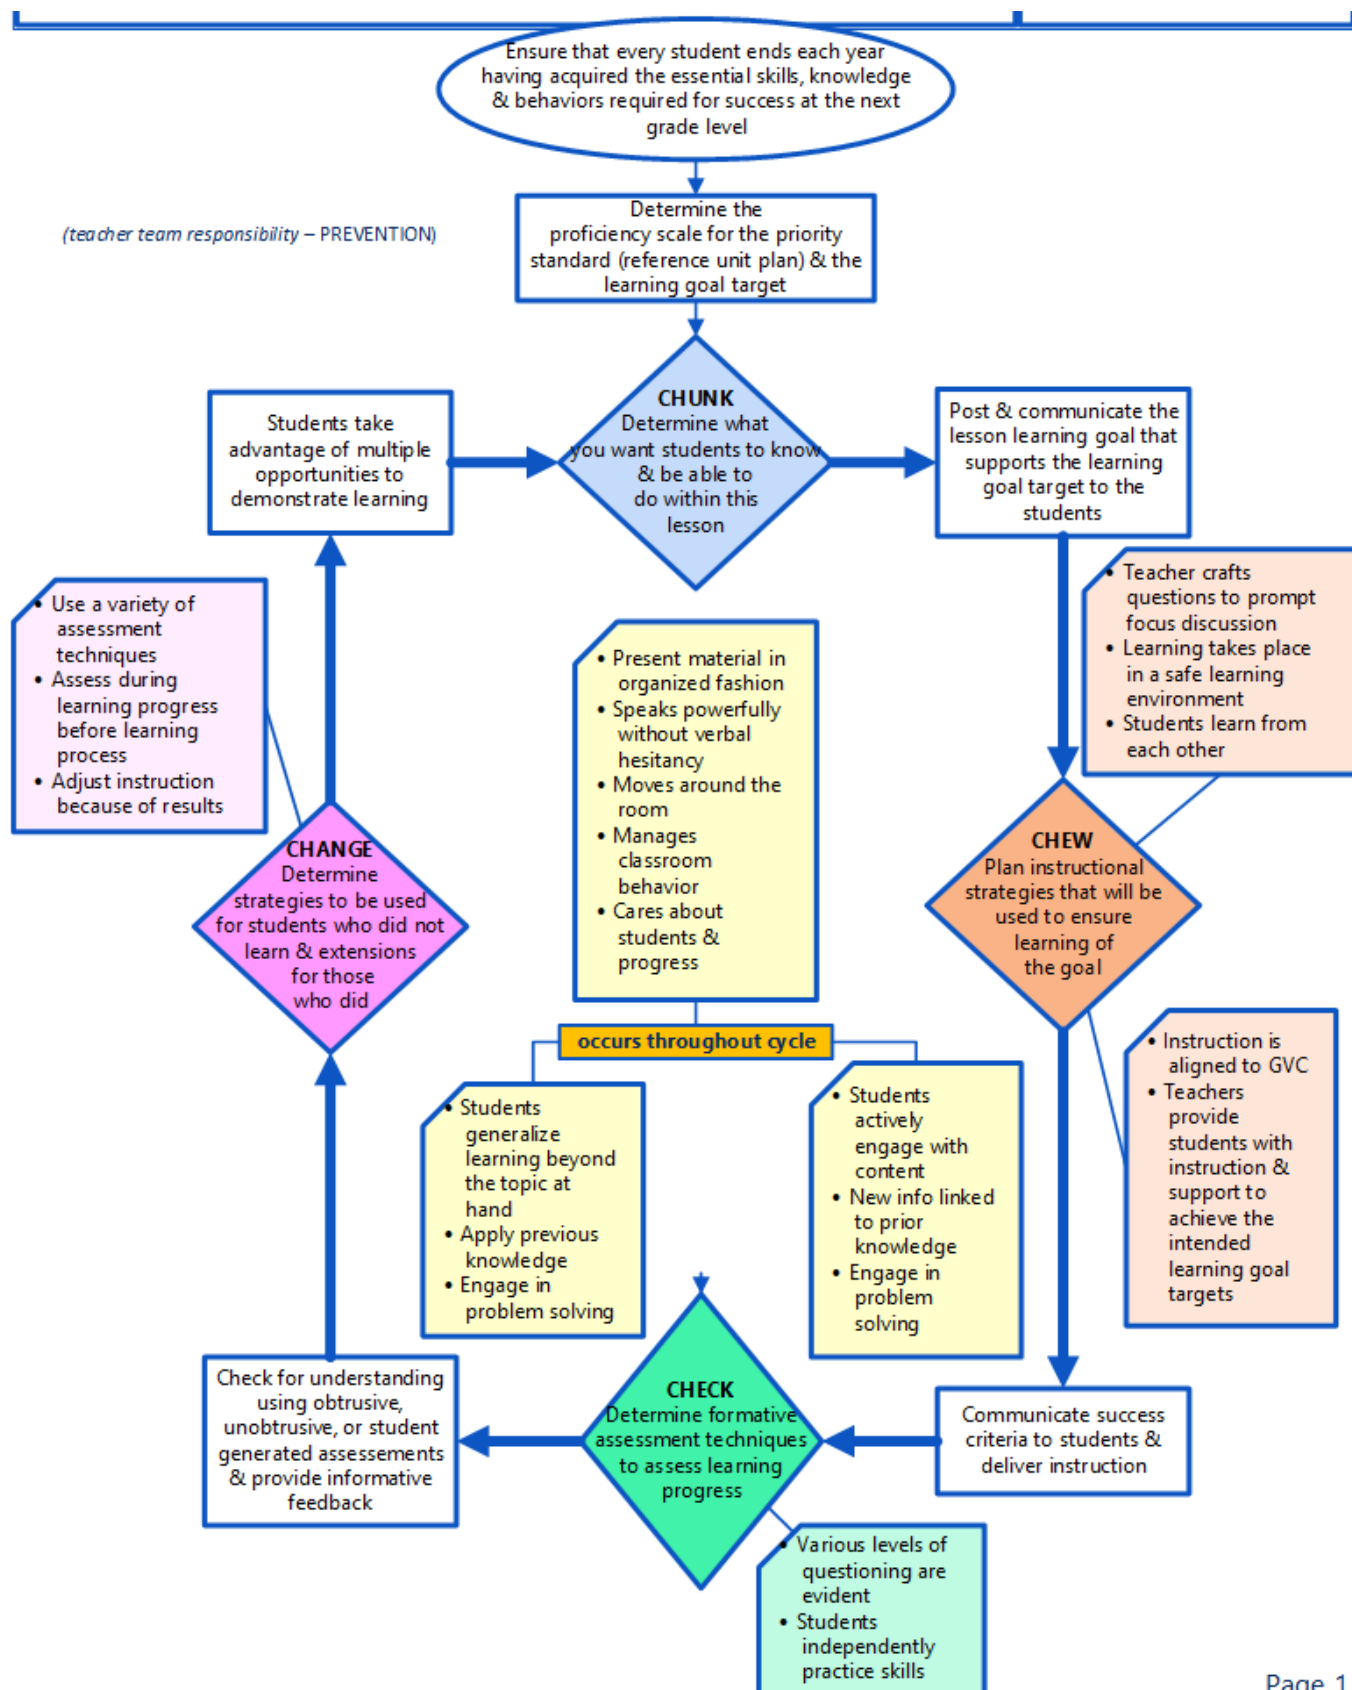 Ensure that every student ends each year
having acquired the essential skills, knowledge
& behaviors required for success at the next
grade level
(teacher team responsibility – PREVENTION)
Determine the
proficiency scale for the priority
standard (reference unit plan) & the
learning goal target
CHUNK
Determine what
you want students to know
& be able to
do within this
lesson
Post & communicate the
lesson learning goal that
supports the learning
goal target to the
students
• Teacher crafts
questions to prompt
focus discussion
• Learning takes place
in a safe learning
environment
• Students learn from
each other
CHEW
Plan instructional
strategies that will be
used to ensure
learning of
the goal
• Instruction is
aligned to GVC
• Teachers
provide
students with
instruction &
support to
achieve the
intended
learning goal
targets
Communicate success
criteria to students &
deliver instruction
CHECK
Determine formative
assessment techniques
to assess learning
progress
• Various levels of
questioning are
evident
• Students
independently
practice skills
Check for understanding
using obtrusive,
unobtrusive, or student
generated assessements
& provide informative
feedback
CHANGE
Determine
strategies to be used
for students who did not
learn & extensions
for those
who did
• Use a variety of
assessment
techniques
• Assess during
learning progress
before learning
process
• Adjust instruction
because of results
Students take
advantage of multiple
opportunities to
demonstrate learning
• Present material in
organized fashion
• Speaks powerfully
without verbal
hesitancy
• Moves around the
room
• Manages
classroom
behavior
• Cares about
students &
progress
occurs throughout cycle
• Students
generalize
learning beyond
the topic at
hand
• Apply previous
knowledge
• Engage in
problem solving
• Students
actively
engage with
content
• New info linked
to prior
knowledge
• Engage in
problem
solving
Page 1